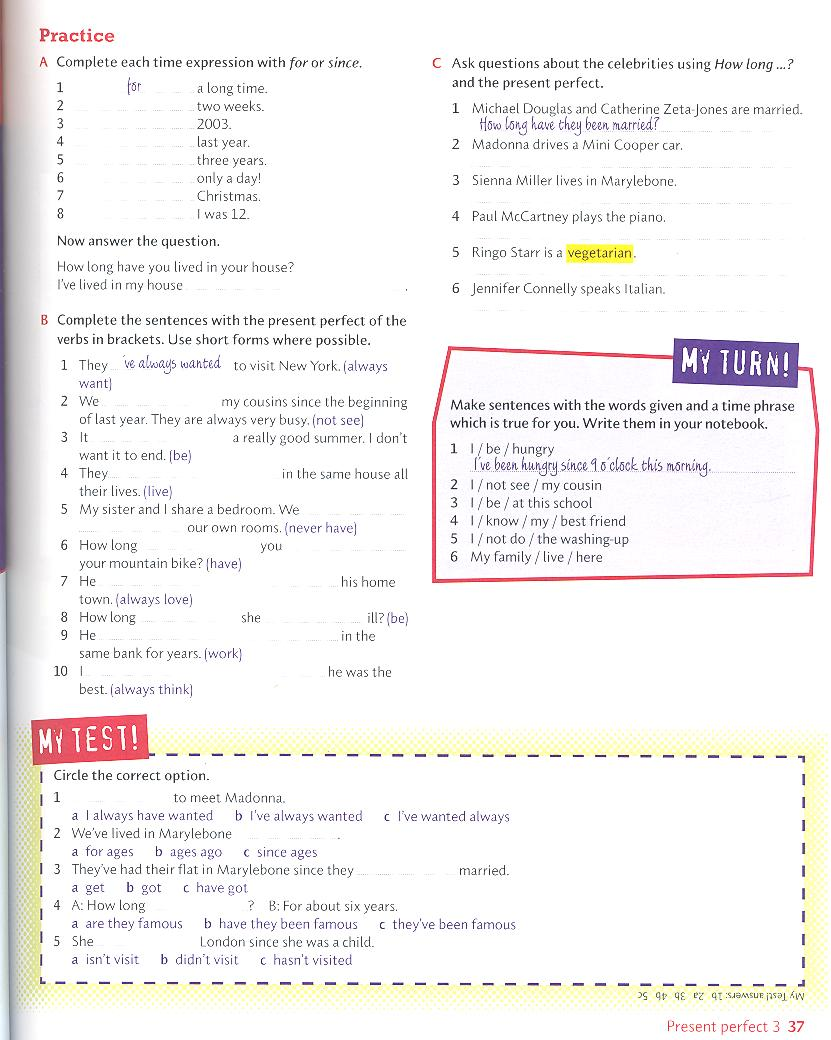 Practice
A Complete each time expression with for or since.
1 for a long time.
2 two weeks.
3 2003.
4 last year.
5 three years.
6 only a day!
7 Christmas.
8 I was 12.
Now answer the question.
How long have you lived in your house?
I've lived in my house .
B Complete the sentences with the present perfect of the
verbs in brackets. Use short forms where possible.
1 They 've always wanted to visit New York. (always
want)
2 We my cousins since the beginning
of last year. They are always very busy. (not see)
3 It a really good summer. I don't
want it to end. (be)
4 They in the same house all
their lives. (live)
5 My sister and I share a bedroom. We
our own rooms. (never have)
6 How long you
your mountain bike? (have)
7 He his home
town. (always love)
8 How long she ill? (be)
9 He in the
same bank for years. (work)
10 I he was the
best. (always think)
C Ask questions about the celebrities using How long ...?
and the present perfect.
1 Michael Douglas and Catherine Zeta-Jones are married.
How long have they been married?
2 Madonna drives a Mini Cooper car.
3 Sienna Miller lives in Marylebone.
4 Paul McCartney plays the piano.
5 Ringo Starr is a vegetarian.
6 Jennifer Connelly speaks Italian.
MY TURN!
Make sentences with the words given and a time phrase
which is true for you. Write them in your notebook.
1 I / be / hungry
I've been hungry since 9 o'clock this morning.
2 I / not see / my cousin
3 I / be / at this school
4 I / know / my / best friend
5 I / not do / the washing-up
6 My family / live / here
MY TEST!
Circle the correct option.
1 to meet Madonna.
a I always have wanted b I've always wanted c I've wanted always
2 We've lived in Marylebone .
a for ages b ages ago c since ages
3 They've had their flat in Marylebone since they married.
a get b got c have got
4 A: How long ? B: For about six years.
a are they famous b have they been famous c they've been famous
5 She London since she was a child.
a isn't visit b didn't visit c hasn't visited
My Test! answers: 1b 2a 3b 4b 5c
Present perfect 3 37